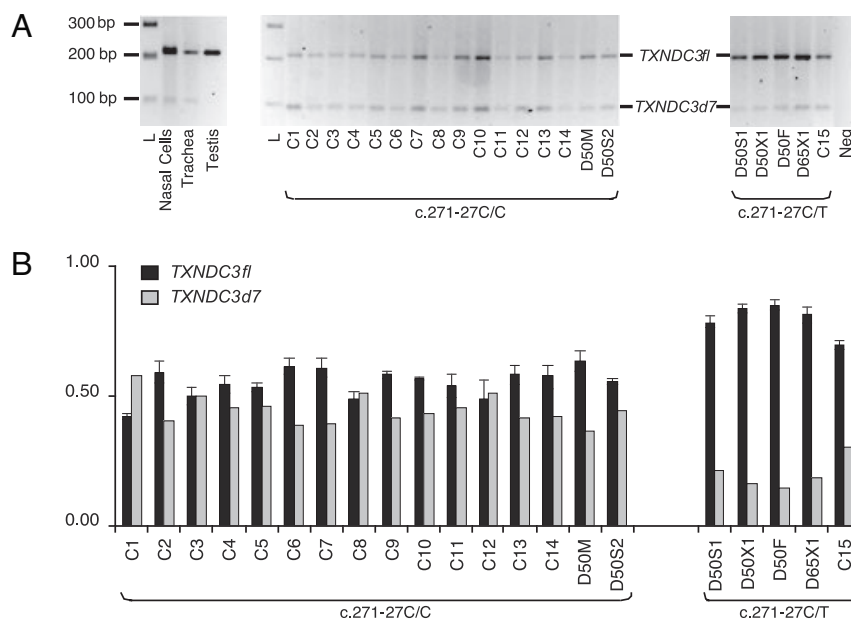 A
300 bp
200 bp
100 bp
TXNDC3fl
TXNDC3d7
L
Nasal Cells
Trachea
Testis
L
C1
C2
C3
C4
C5
C6
C7
C8
C9
C10
C11
C12
C13
C14
D50M
D50S2
D50S1
D50X1
D50F
D65X1
C15
Neg
c.271-27C/C
c.271-27C/T
B
1.00
TXNDC3fl
TXNDC3d7
0.50
0.00
C1
C2
C3
C4
C5
C6
C7
C8
C9
C10
C11
C12
C13
C14
D50M
D50S2
D50S1
D50X1
D50F
D65X1
C15
c.271-27C/C
c.271-27C/T